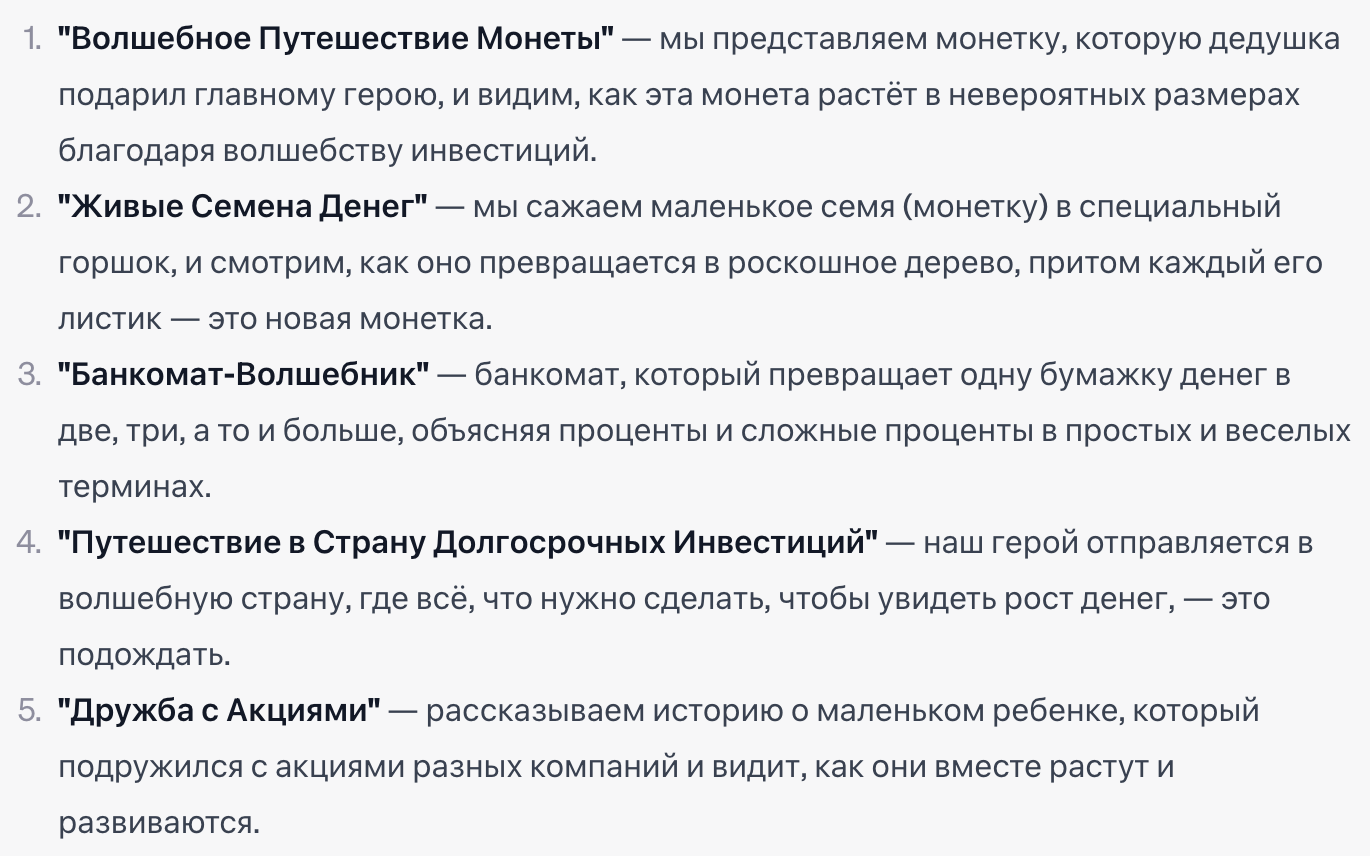 1. "Волшебное Путешествие Монеты" — мы представляем монетку, которую дедушка
подарил главному герою, и видим, как эта монета растёт в невероятных размерах
благодаря волшебству инвестиций.
2. "Живые Семена Денег" — мы сажаем маленькое семя (монетку) в специальный
горшок, и смотрим, как оно превращается в роскошное дерево, притом каждый его
листик — это новая монетка.
3. "Банкомат-Волшебник" — банкомат, который превращает одну бумажку денег в
две, три, а то и больше, объясняя проценты и сложные проценты в простых и веселых
терминах.
4. "Путешествие в Страну Долгосрочных Инвестиций" — наш герой отправляется в
волшебную страну, где всё, что нужно сделать, чтобы увидеть рост денег, — это
подождать.
5. "Дружба с Акциями" — рассказываем историю о маленьком ребенке, который
подружился с акциями разных компаний и видит, как они вместе растут и
развиваются.